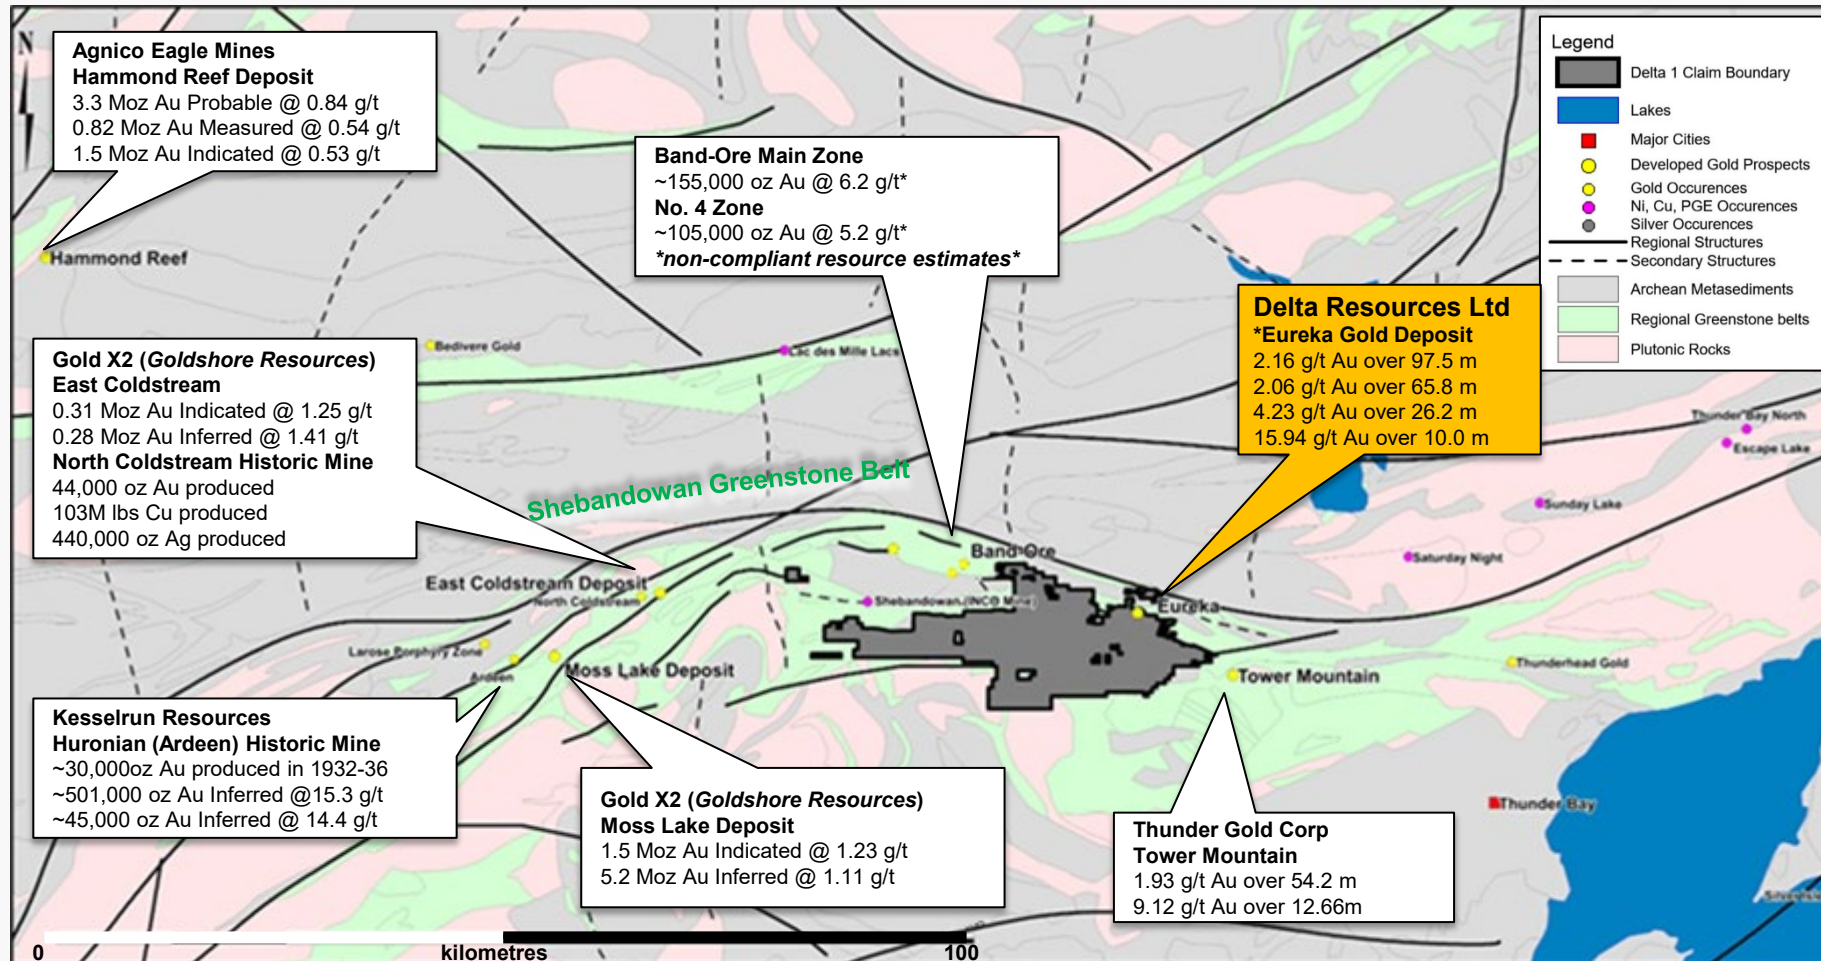 N
Agnico Eagle Mines
Hammond Reef Deposit
3.3 Moz Au Probable @ 0.84 g/t
0.82 Moz Au Measured @ 0.54 g/t
1.5 Moz Au Indicated @ 0.53 g/t
Hammond Reef
Band-Ore Main Zone
~155,000 oz Au @ 6.2 g/t*
No. 4 Zone
~105,000 oz Au @ 5.2 g/t*
*non-compliant resource estimates*
Legend
Delta 1 Claim Boundary
Lakes
Major Cities
Developed Gold Prospects
Gold Occurences
Ni, Cu, PGE Occurences
Silver Occurences
Regional Structures
Secondary Structures
Archean Metasediments
Regional Greenstone belts
Plutonic Rocks
Delta Resources Ltd
*Eureka Gold Deposit
2.16 g/t Au over 97.5 m
2.06 g/t Au over 65.8 m
4.23 g/t Au over 26.2 m
15.94 g/t Au over 10.0 m
Bedivere Gold
Lac des Mille Lacs
Gold X2 (Goldshore Resources)
East Coldstream
0.31 Moz Au Indicated @ 1.25 g/t
0.28 Moz Au Inferred @ 1.41 g/t
North Coldstream Historic Mine
44,000 oz Au produced
103M lbs Cu produced
440,000 oz Ag produced
Shebandowan Greenstone Belt
Thunder Bay North
Escape Lake
Sunday Lake
Saturday Night
Band-Ore
East Coldstream Deposit
North Coldstream
Shebandowan (INCO Mine)
Eureka
Larose Porphyry Zone
Ardeen
Moss Lake Deposit
Thunderhead Gold
Tower Mountain
Kesselrun Resources
Huronian (Ardeen) Historic Mine
~30,000oz Au produced in 1932-36
~501,000 oz Au Inferred @15.3 g/t
~45,000 oz Au Inferred @ 14.4 g/t
Gold X2 (Goldshore Resources)
Moss Lake Deposit
1.5 Moz Au Indicated @ 1.23 g/t
5.2 Moz Au Inferred @ 1.11 g/t
Thunder Bay
Thunder Gold Corp
Tower Mountain
1.93 g/t Au over 54.2 m
9.12 g/t Au over 12.66m
0 kilometres 100